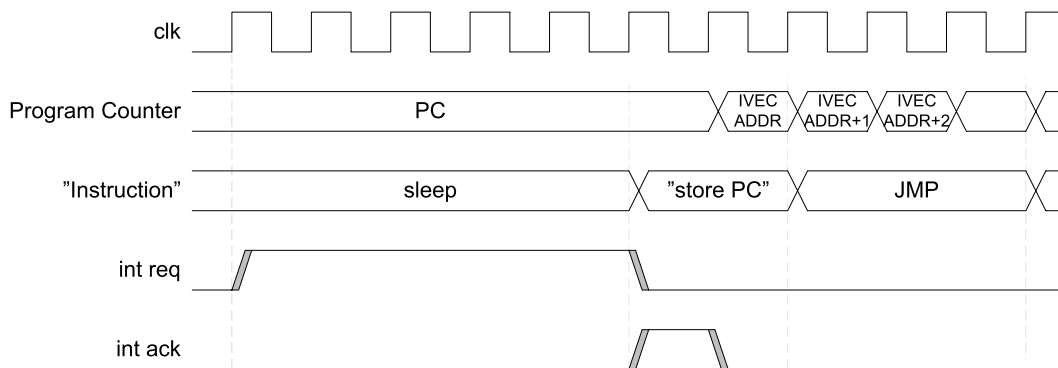 clk
Program Counter
PC
IVEC
ADDR
IVEC
ADDR+1
IVEC
ADDR+2
”Instruction”
sleep
”store PC”
JMP
int req
int ack